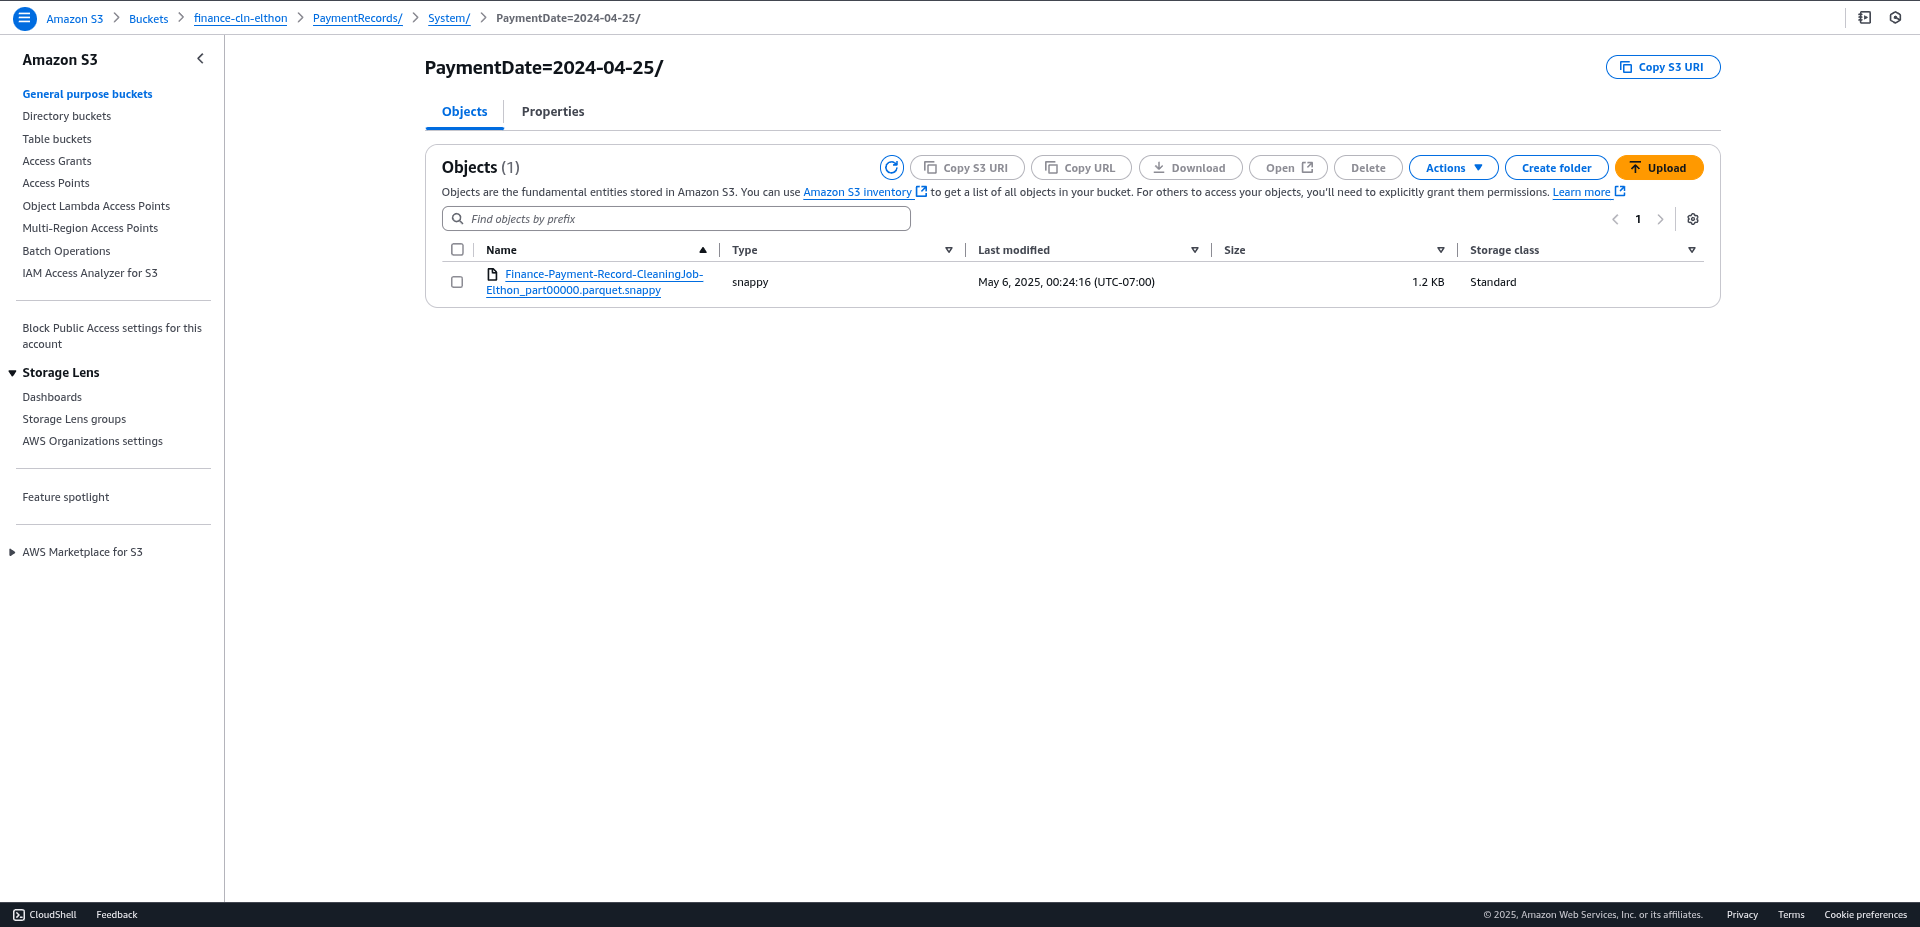 Amazon S3 > Buckets > finance-cln-elthon > PaymentRecords/ > System/ > PaymentDate=2024-04-25/
Amazon S3
General purpose buckets
Directory buckets
Table buckets
Access Grants
Access Points
Object Lambda Access Points
Multi-Region Access Points
Batch Operations
IAM Access Analyzer for S3
Block Public Access settings for this
account
Storage Lens
Dashboards
Storage Lens groups
AWS Organizations settings
Feature spotlight
AWS Marketplace for S3
PaymentDate=2024-04-25/
Copy S3 URI
Objects Properties
Objects (1)
Copy S3 URI Copy URL Download Open Delete Actions Create folder Upload
Objects are the fundamental entities stored in Amazon S3. You can use Amazon S3 inventory to get a list of all objects in your bucket. For others to access your objects, you'll need to explicitly grant them permissions. Learn more
Find objects by prefix
1
Name Type Last modified Size Storage class
Finance-Payment-Record-CleaningJob-
Elthon_part00000.parquet.snappy
snappy May 6, 2025, 00:24:16 (UTC-07:00) 1.2 KB Standard
CloudShell Feedback © 2025, Amazon Web Services, Inc. or its affiliates. Privacy Terms Cookie preferences